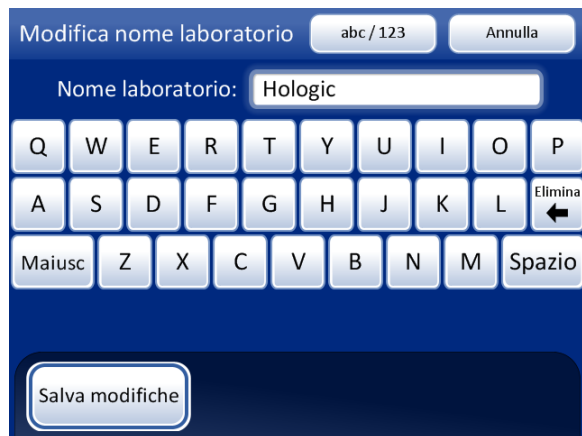 Modifica nome laboratorio abc / 123 Annulla
Nome laboratorio: Hologic
Q W E R T Y U I O P
A S D F G H J K L Elimina
Maiusc Z X C V B N M Spazio
Salva modifiche